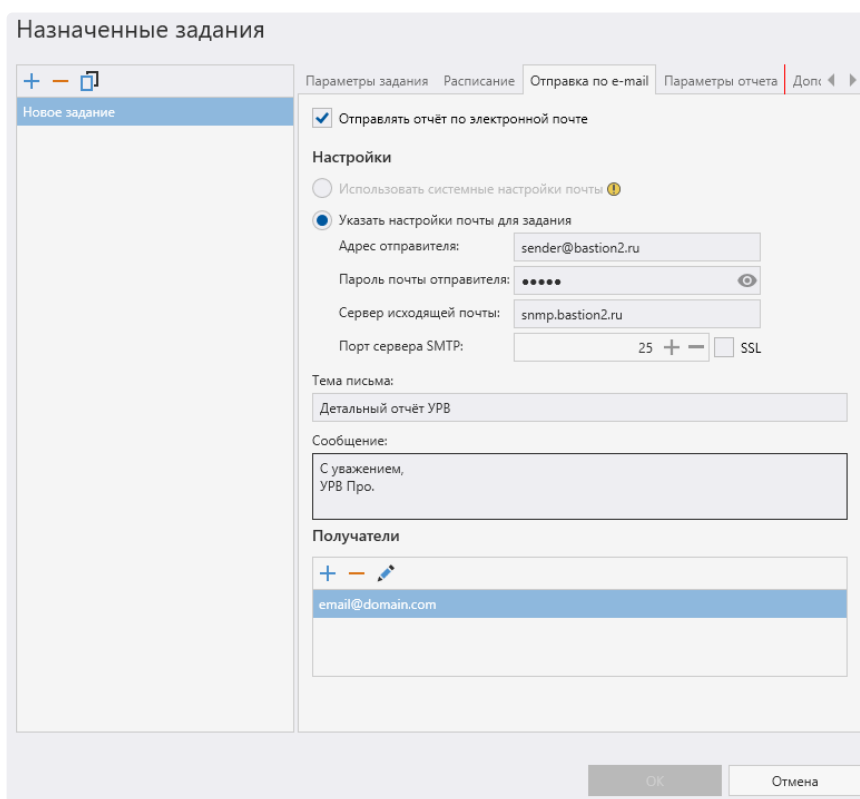 Назначенные задания
Новое задание
Параметры задания Расписание Отправка по e-mail Параметры отчета
Отправлять отчёт по электронной почте
Настройки
Использовать системные настройки почты
Указать настройки почты для задания
Адрес отправителя: sender@bastion2.ru
Пароль почты отправителя: •••••
Сервер исходящей почты: snmp.bastion2.ru
Порт сервера SMTP: 25 SSL
Тема письма:
Детальный отчёт УРВ
Сообщение:
С уважением,
УРВ Про.
Получатели
email@domain.com
OK Отмена